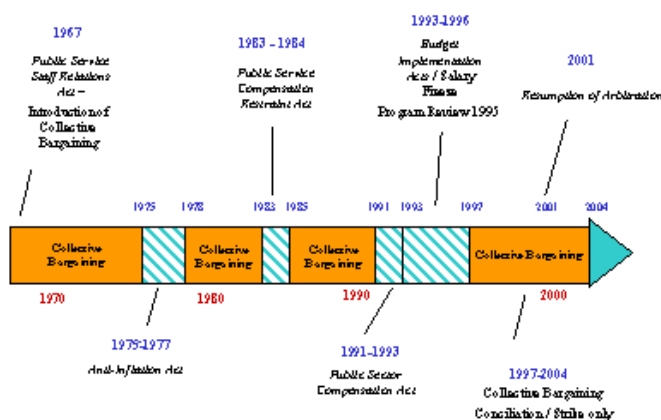 1967
Public Service
Staff Relations
Act –
Introduction of
Collective
Bargaining
1983 – 1984
Public Service
Compensation
Restraint Act
1993-1996
Budget
Implementation
Acts / Salary
Freeze
Program Review 1995
2001
Resumption of Arbitration
1975
1978
1983
1985
1991
1993
1997
2001
2004
Collective
Bargaining
Collective
Bargaining
Collective
Bargaining
Collective Bargaining
1970
1980
1990
2000
1975-1977
Anti-Inflation Act
1991-1993
Public Sector
Compensation Act
1997-2004
Collective Bargaining
Conciliation / Strike only